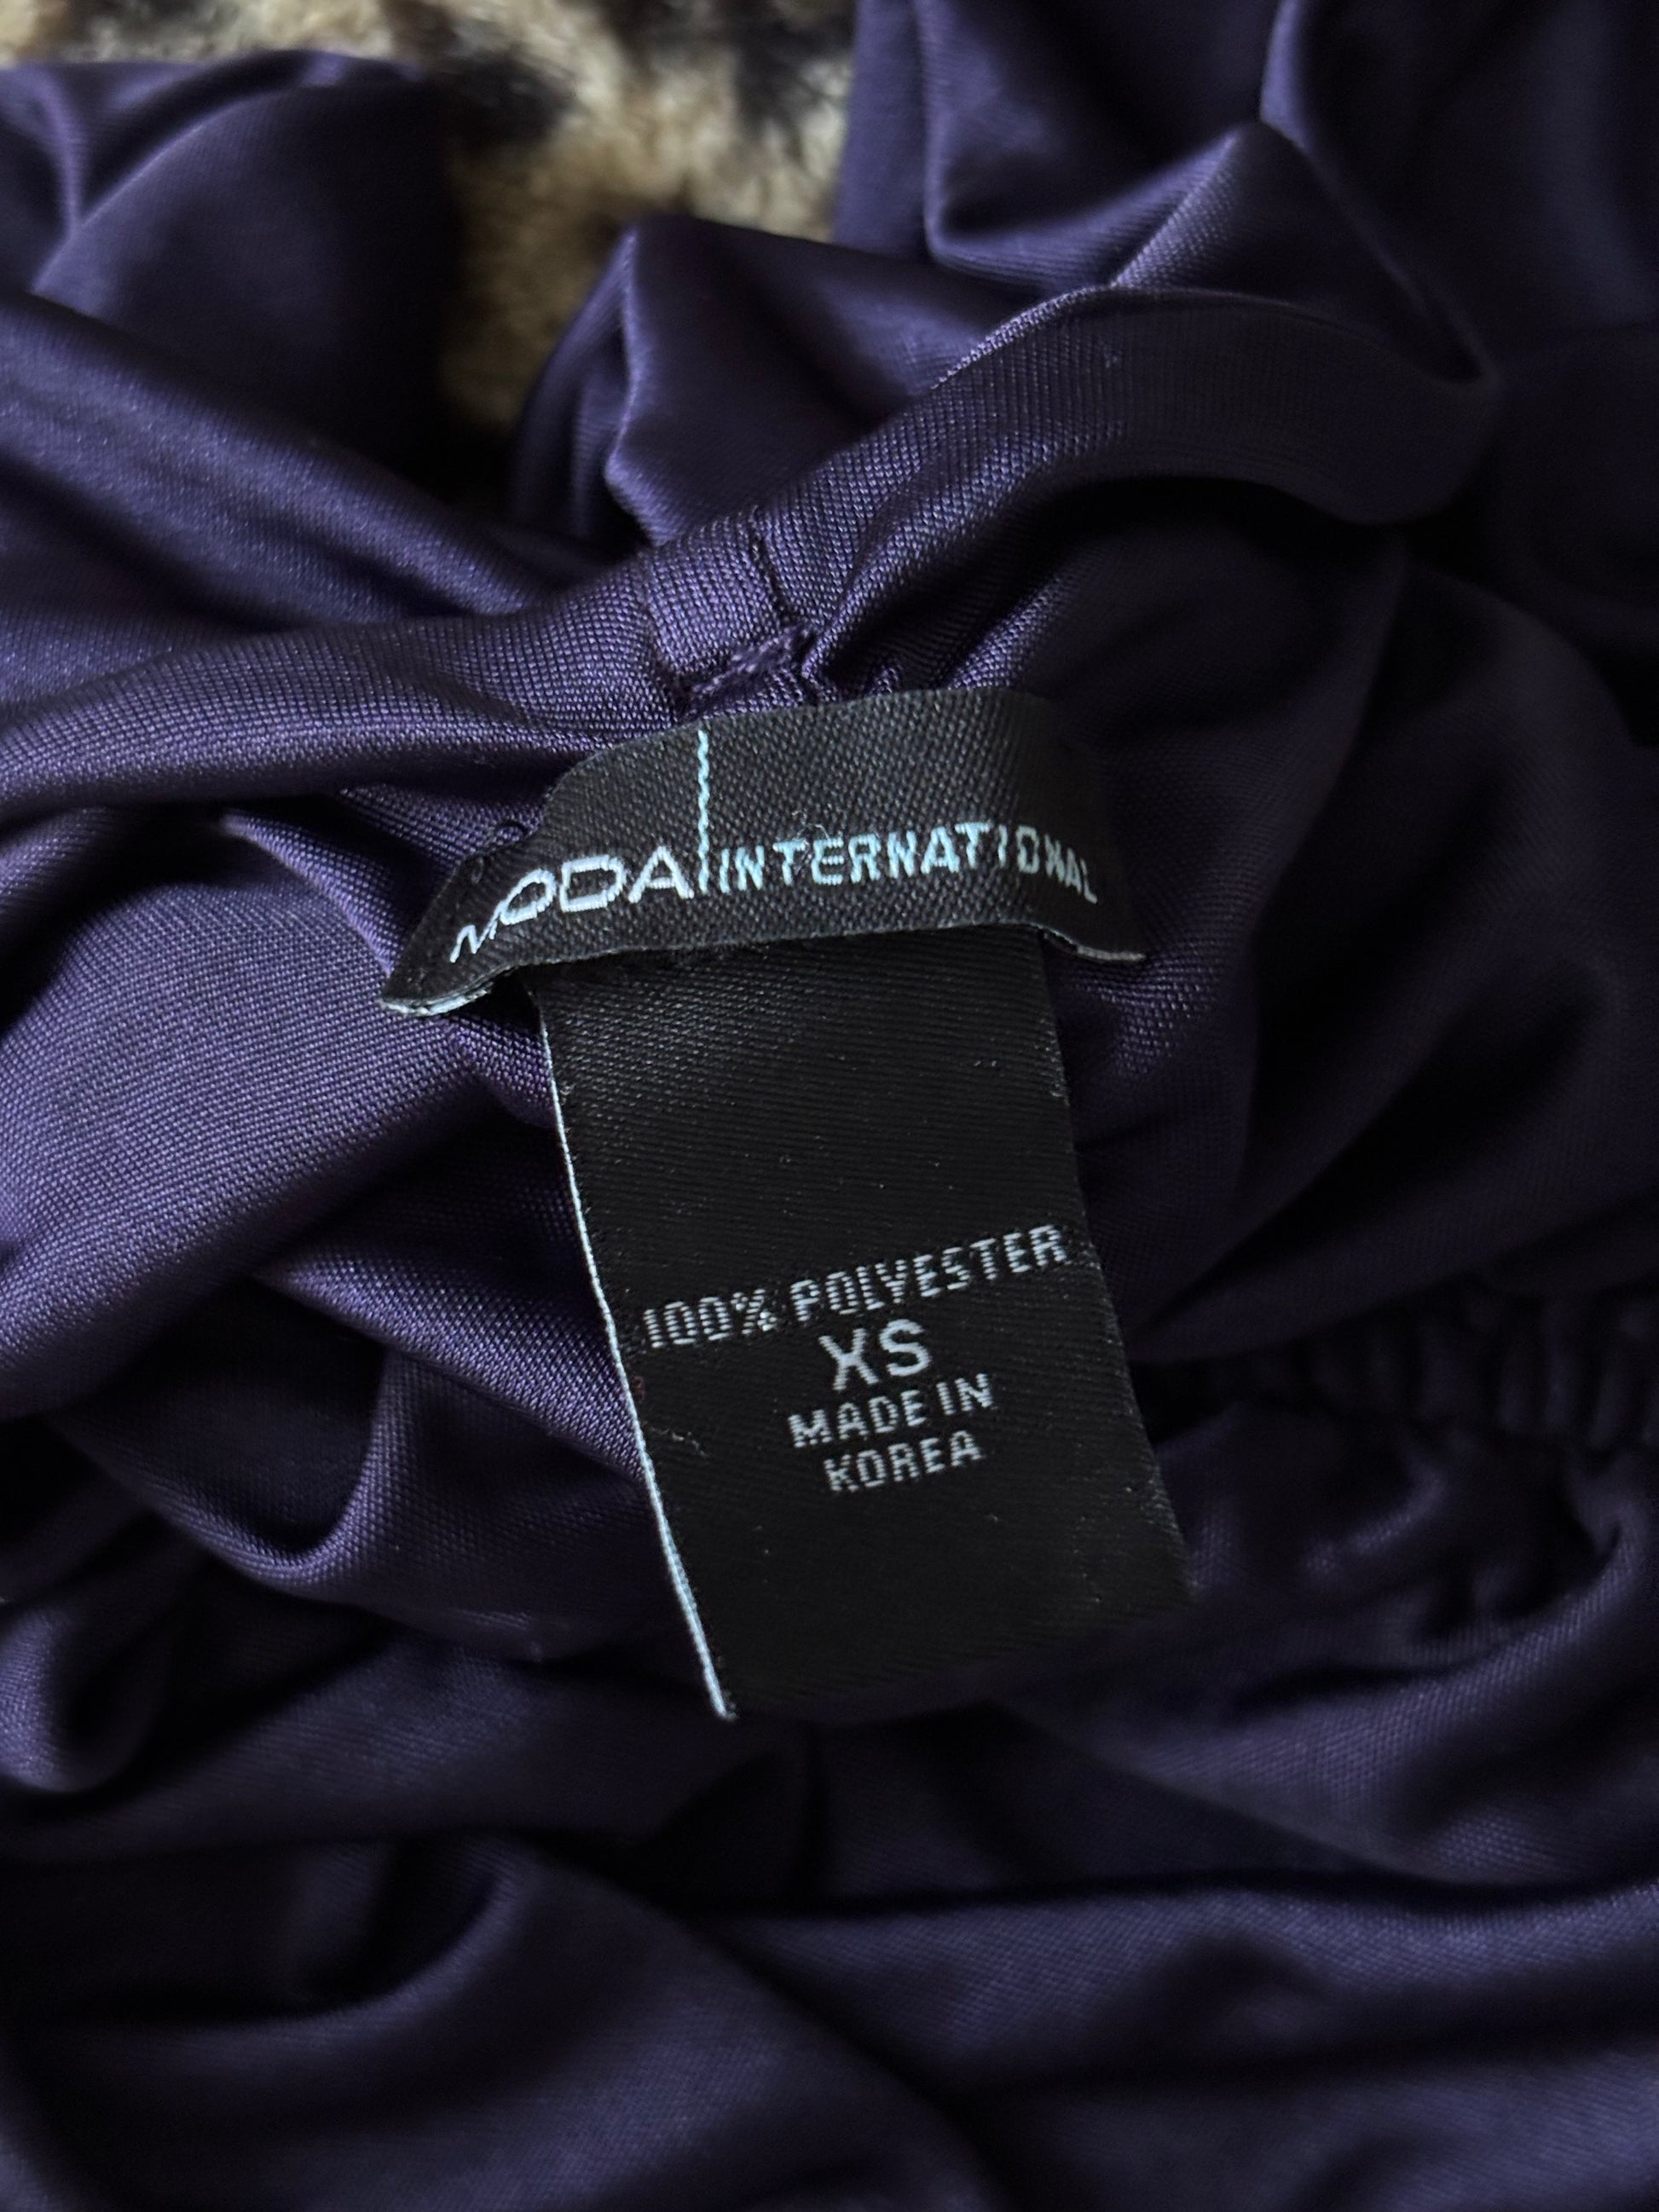 MODA INTERNATIONAL
100% POLYESTER
XS
MADE IN
KOREA